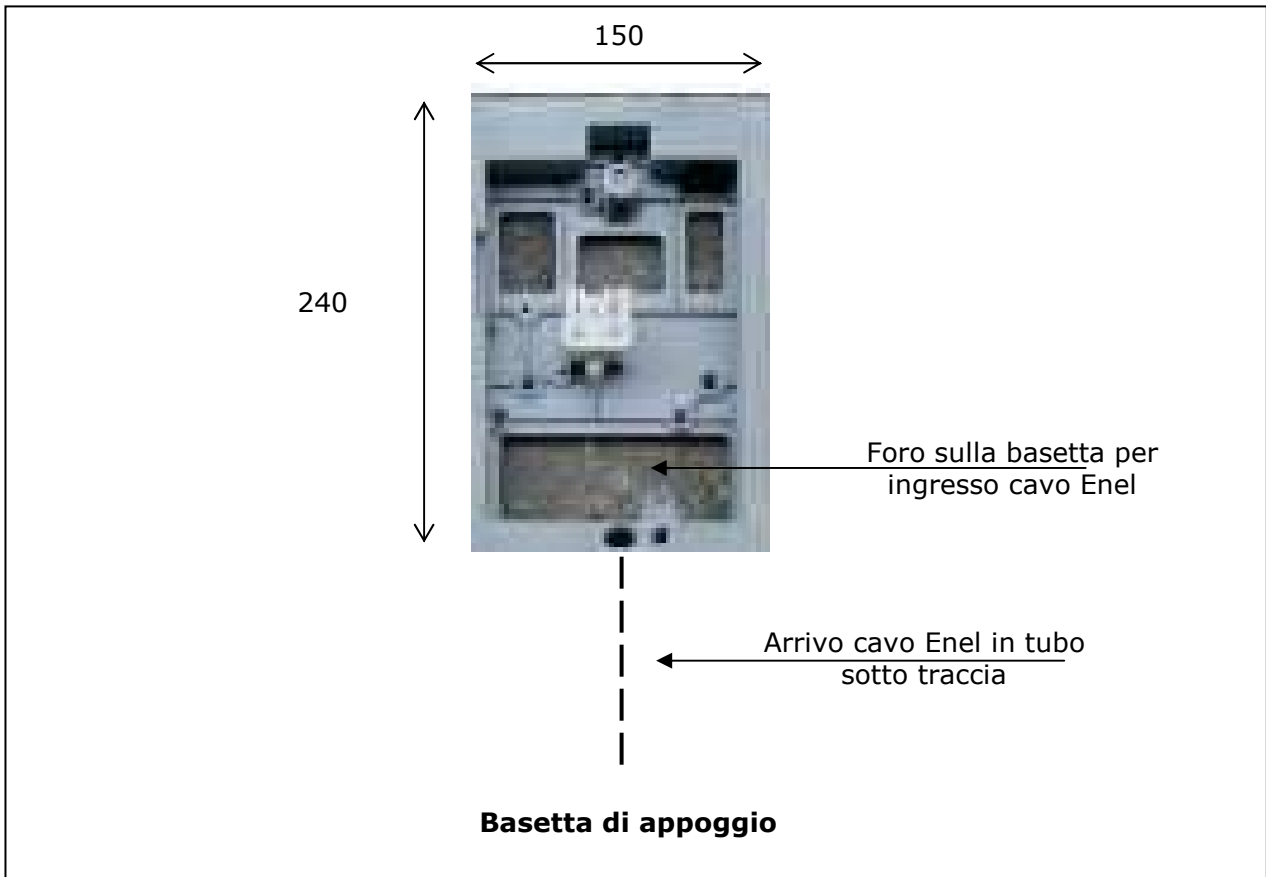 150
240
Foro sulla basetta per
ingresso cavo Enel
Arrivo cavo Enel in tubo
sotto traccia
Basetta di appoggio